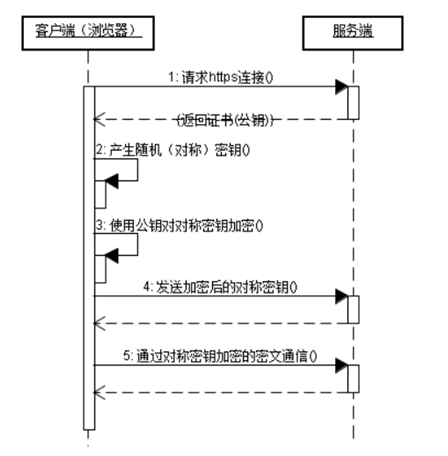 客户端（浏览器）
服务端
1: 请求https连接()
(返回证书(公钥))
2: 产生随机（对称）密钥()
3: 使用公钥对对称密钥加密()
4: 发送加密后的对称密钥()
5: 通过对称密钥加密的密文通信()